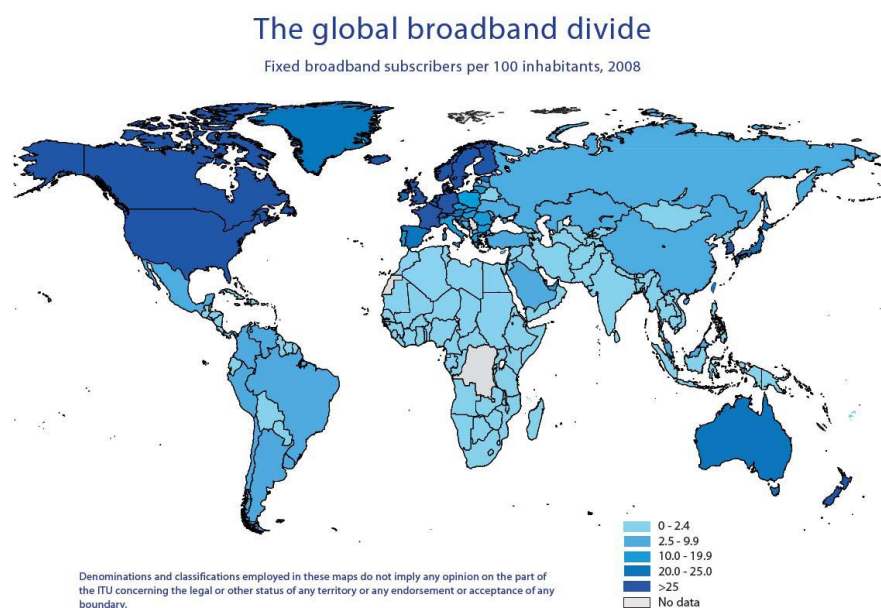 The global broadband divide
Fixed broadband subscribers per 100 inhabitants, 2008
0 - 2.4
2.5 - 9.9
10.0 - 19.9
20.0 - 25.0
>25
No data
Denominations and classifications employed in these maps do not imply any opinion on the part of
the ITU concerning the legal or other status of any territory or any endorsement or acceptance of any
boundary.